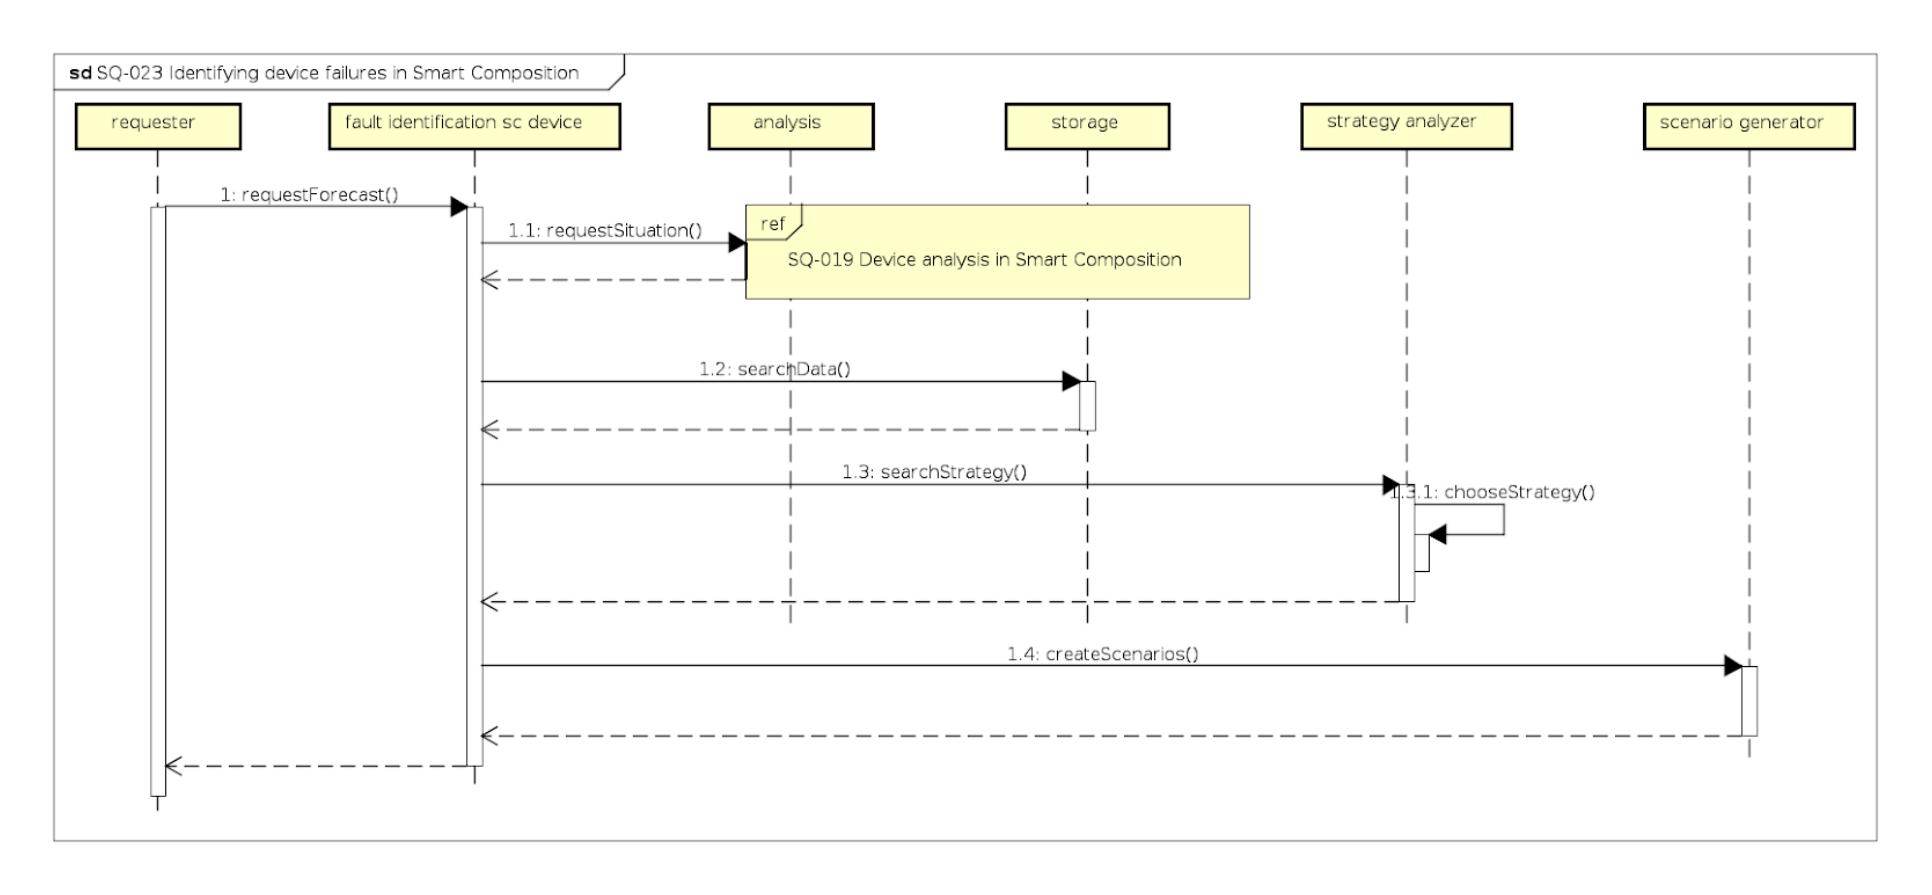 sd SQ-023 Identifying device failures in Smart Composition
requester
fault identification sc device
analysis
storage
strategy analyzer
scenario generator
1: requestForecast()
ref
1.1: requestSituation()
SQ-019 Device analysis in Smart Composition
1.2: searchData()
1.3: searchStrategy()
1.3.1: chooseStrategy()
1.4: createScenarios()